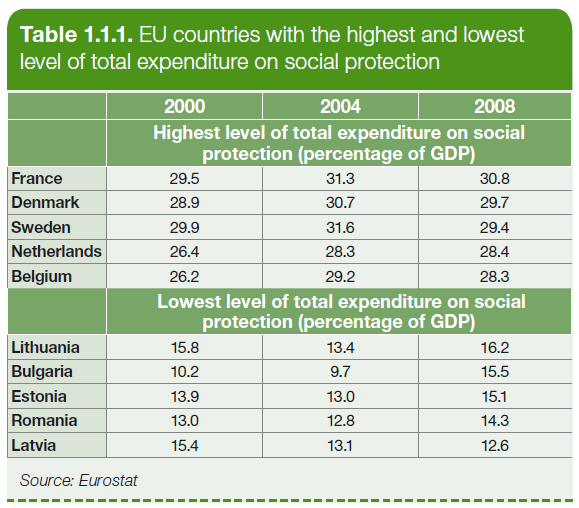 Table 1.1.1. EU countries with the highest and lowest
level of total expenditure on social protection
2000 2004 2008
Highest level of total expenditure on social
protection (percentage of GDP)
France 29.5 31.3 30.8
Denmark 28.9 30.7 29.7
Sweden 29.9 31.6 29.4
Netherlands 26.4 28.3 28.4
Belgium 26.2 29.2 28.3
Lowest level of total expenditure on social
protection (percentage of GDP)
Lithuania 15.8 13.4 16.2
Bulgaria 10.2 9.7 15.5
Estonia 13.9 13.0 15.1
Romania 13.0 12.8 14.3
Latvia 15.4 13.1 12.6
Source: Eurostat